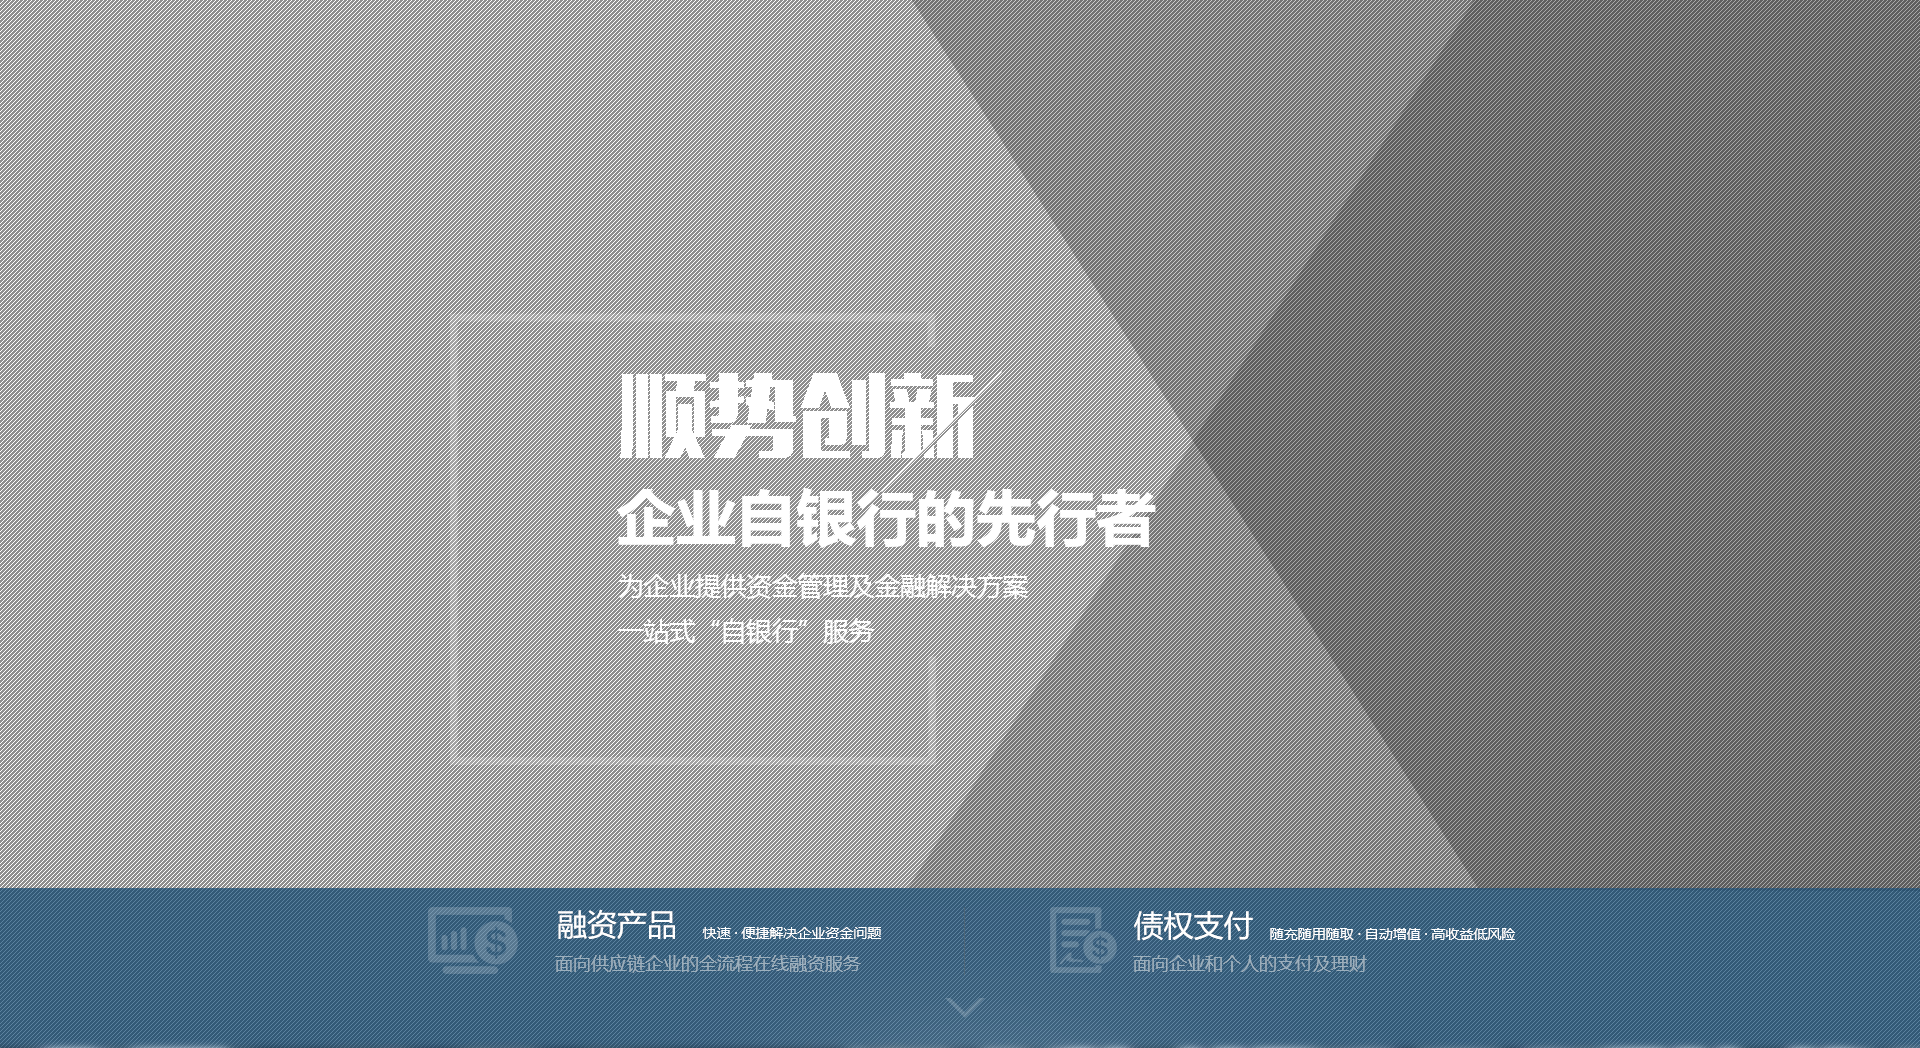 顺势创新
企业自银行的先行者
为企业提供资金管理及金融解决方案
一站式“自银行”服务
融资产品 快速·便捷解决企业资金问题
面向供应链企业的全流程在线融资服务
债权支付 随充随用随取·自动增值·高收益低风险
面向企业和个人的支付及理财